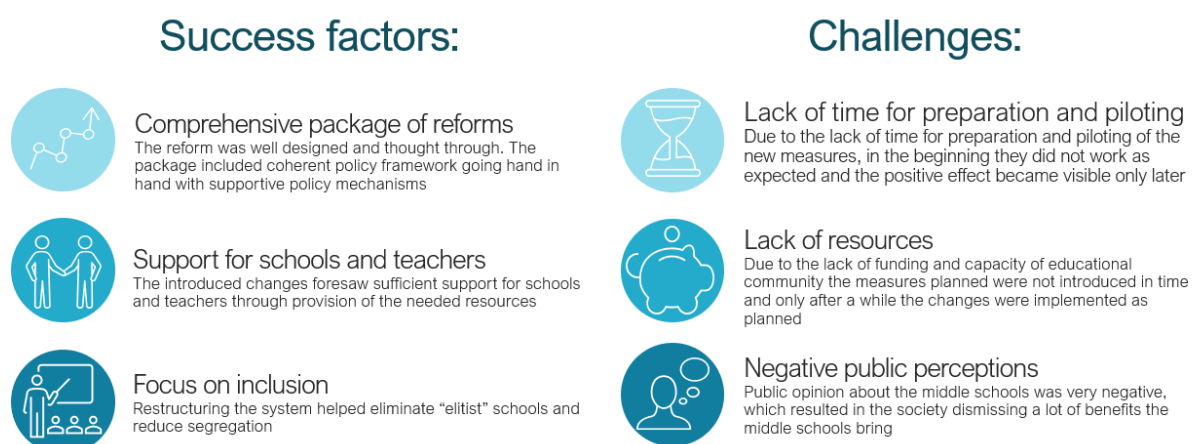 Success factors:
Comprehensive package of reforms
The reform was well designed and thought through. The
package included coherent policy framework going hand in
hand with supportive policy mechanisms
Support for schools and teachers
The introduced changes foresaw sufficient support for schools
and teachers through provision of the needed resources
Focus on inclusion
Restructuring the system helped eliminate “elitist” schools and
reduce segregation
Challenges:
Lack of time for preparation and piloting
Due to the lack of time for preparation and piloting of the
new measures, in the beginning they did not work as
expected and the positive effect became visible only later
Lack of resources
Due to the lack of funding and capacity of educational
community the measures planned were not introduced in time
and only after a while the changes were implemented as
planned
Negative public perceptions
Public opinion about the middle schools was very negative,
which resulted in the society dismissing a lot of benefits the
middle schools bring